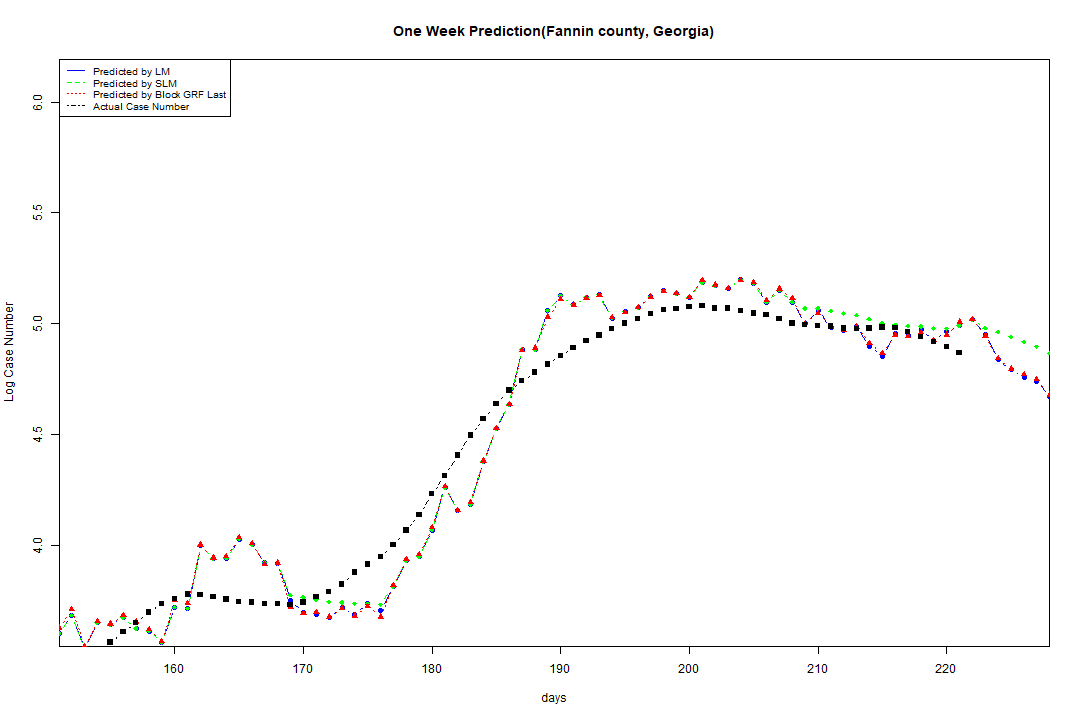 One Week Prediction(Fannin county, Georgia)
Predicted by LM
Predicted by SLM
Predicted by Block GRF Last
Actual Case Number
6.0
5.5
5.0
4.5
4.0
Log Case Number
160 170 180 190 200 210 220
days